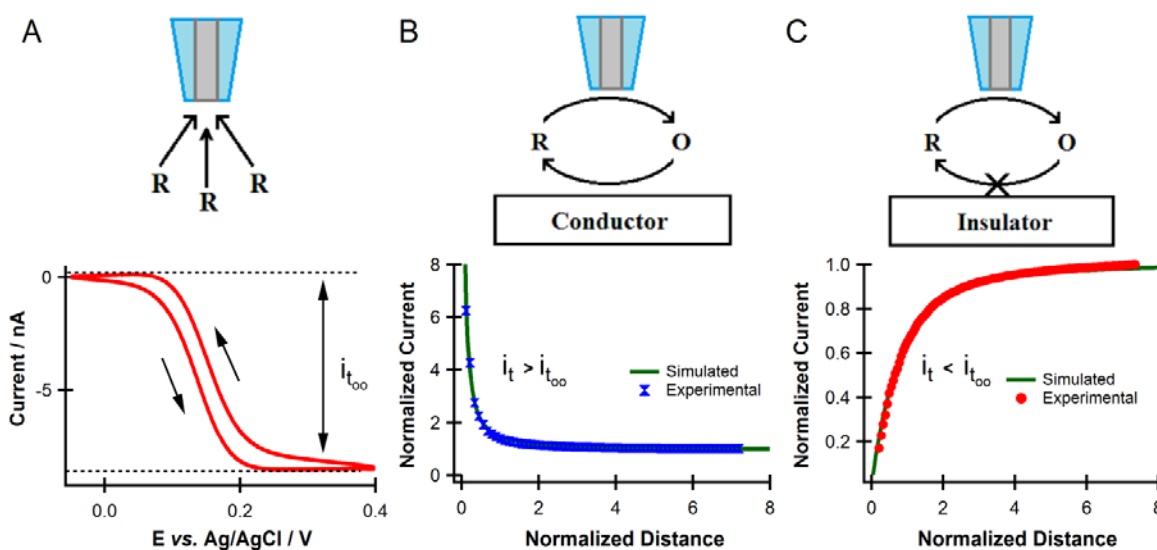 A
R
R
R
0
-5
Current / nA
i_t∞
0.0
0.2
0.4
E vs. Ag/AgCl / V
B
R
O
Conductor
8
6
4
2
0
Normalized Current
i_t > i_t∞
Simulated
Experimental
0
2
4
6
8
Normalized Distance
C
R
O
Insulator
1.0
0.8
0.6
0.4
0.2
Normalized Current
i_t < i_t∞
Simulated
Experimental
0
2
4
6
8
Normalized Distance